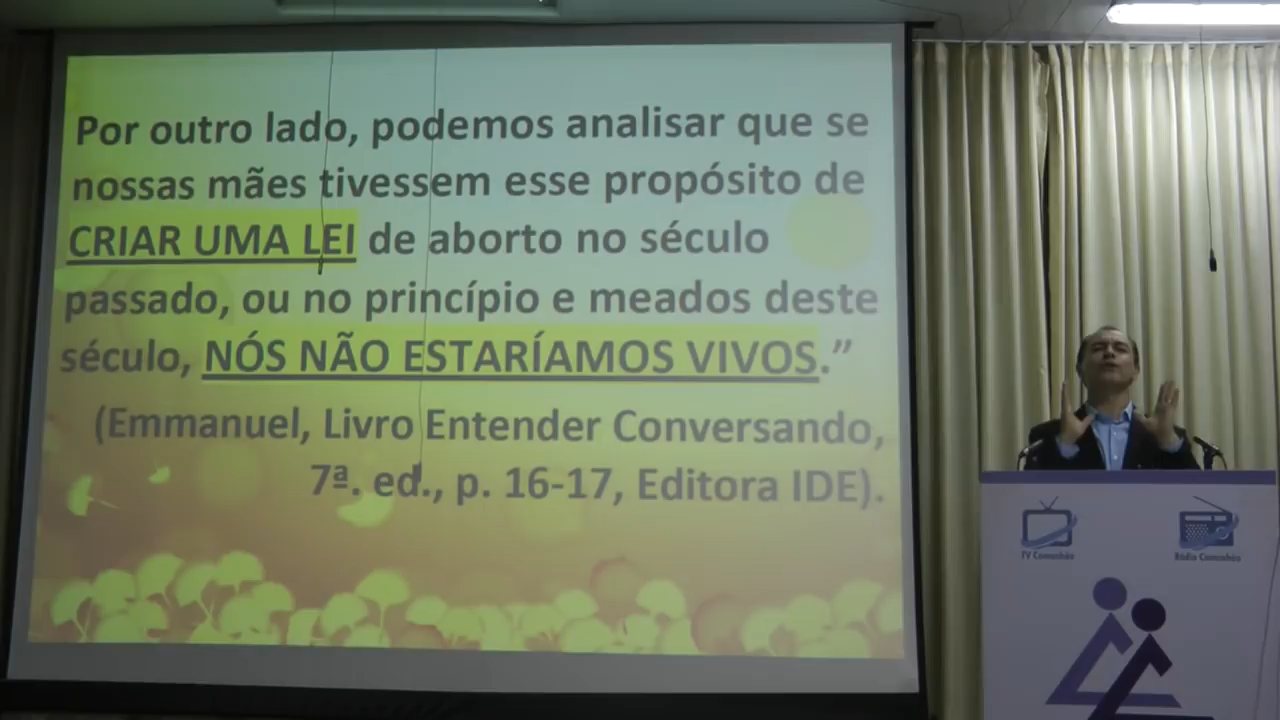 Por outro lado, podemos analisar que se
nossas mães tivessem esse propósito de
CRIAR UMA LEI de aborto no século
passado, ou no princípio e meados deste
século, NÓS NÃO ESTARÍAMOS VIVOS.”
(Emmanuel, Livro Entender Conversando,
7ª. ed., p. 16-17, Editora IDE).
TV Comunhão
Rádio Comunhão